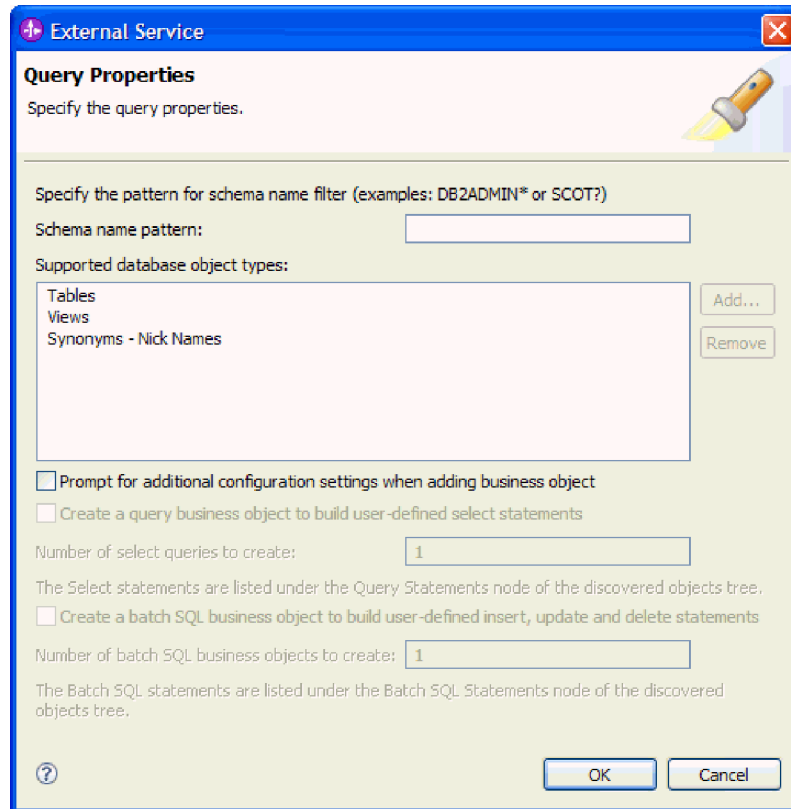 External Service
Query Properties
Specify the query properties.
Specify the pattern for schema name filter (examples: DB2ADMIN* or SCOT?)
Schema name pattern:
Supported database object types:
Tables
Views
Synonyms - Nick Names
Add...
Remove
Prompt for additional configuration settings when adding business object
Create a query business object to build user-defined select statements
Number of select queries to create: 1
The Select statements are listed under the Query Statements node of the discovered objects tree.
Create a batch SQL business object to build user-defined insert, update and delete statements
Number of batch SQL business objects to create: 1
The Batch SQL statements are listed under the Batch SQL Statements node of the discovered
objects tree.
? OK Cancel